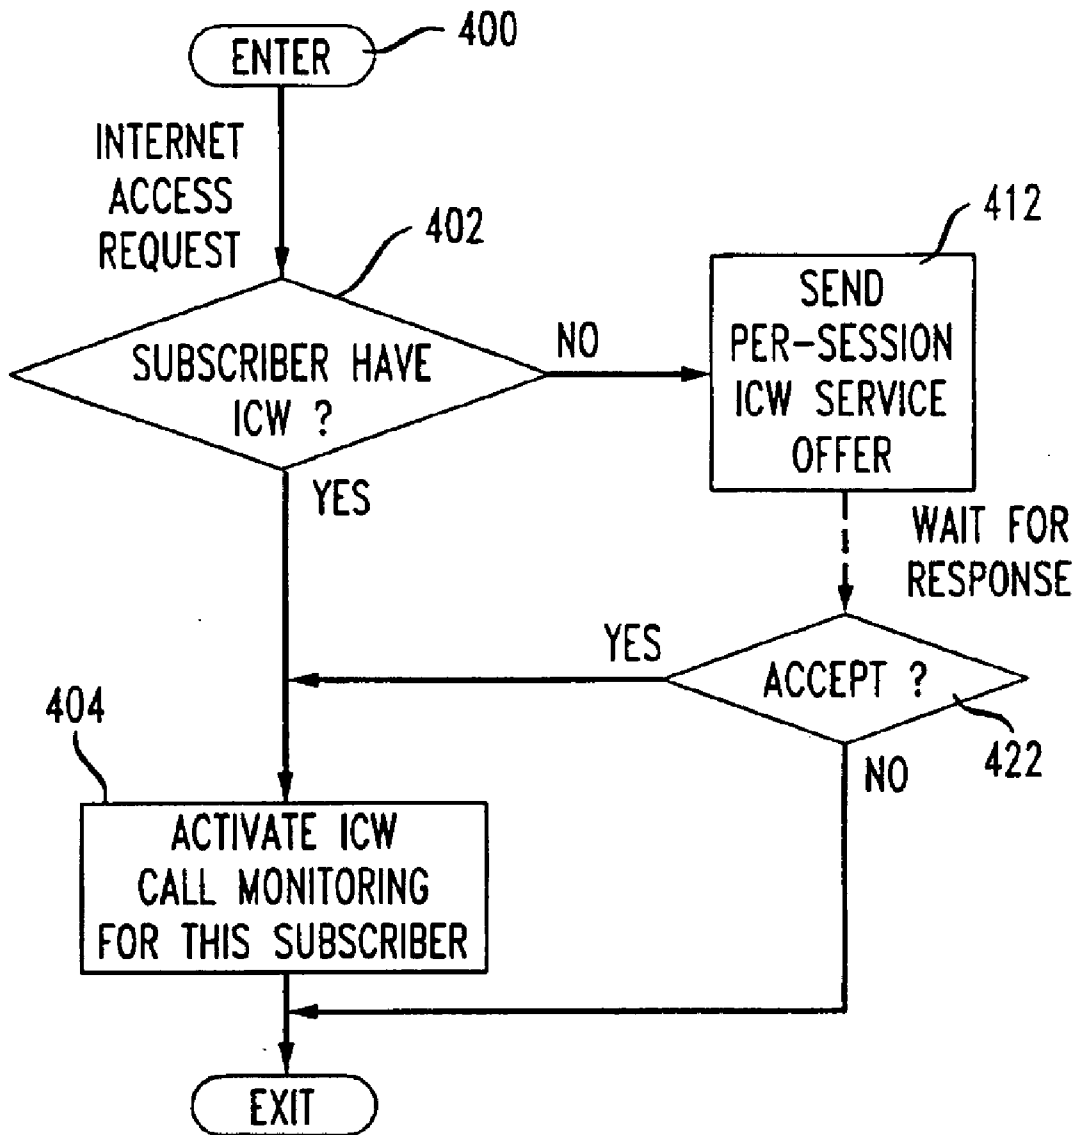 ENTER
400
INTERNET
ACCESS
REQUEST
402
SUBSCRIBER HAVE
ICW ?
NO
412
SEND
PER-SESSION
ICW SERVICE
OFFER
YES
WAIT FOR
RESPONSE
YES
ACCEPT ?
422
NO
404
ACTIVATE ICW
CALL MONITORING
FOR THIS SUBSCRIBER
EXIT